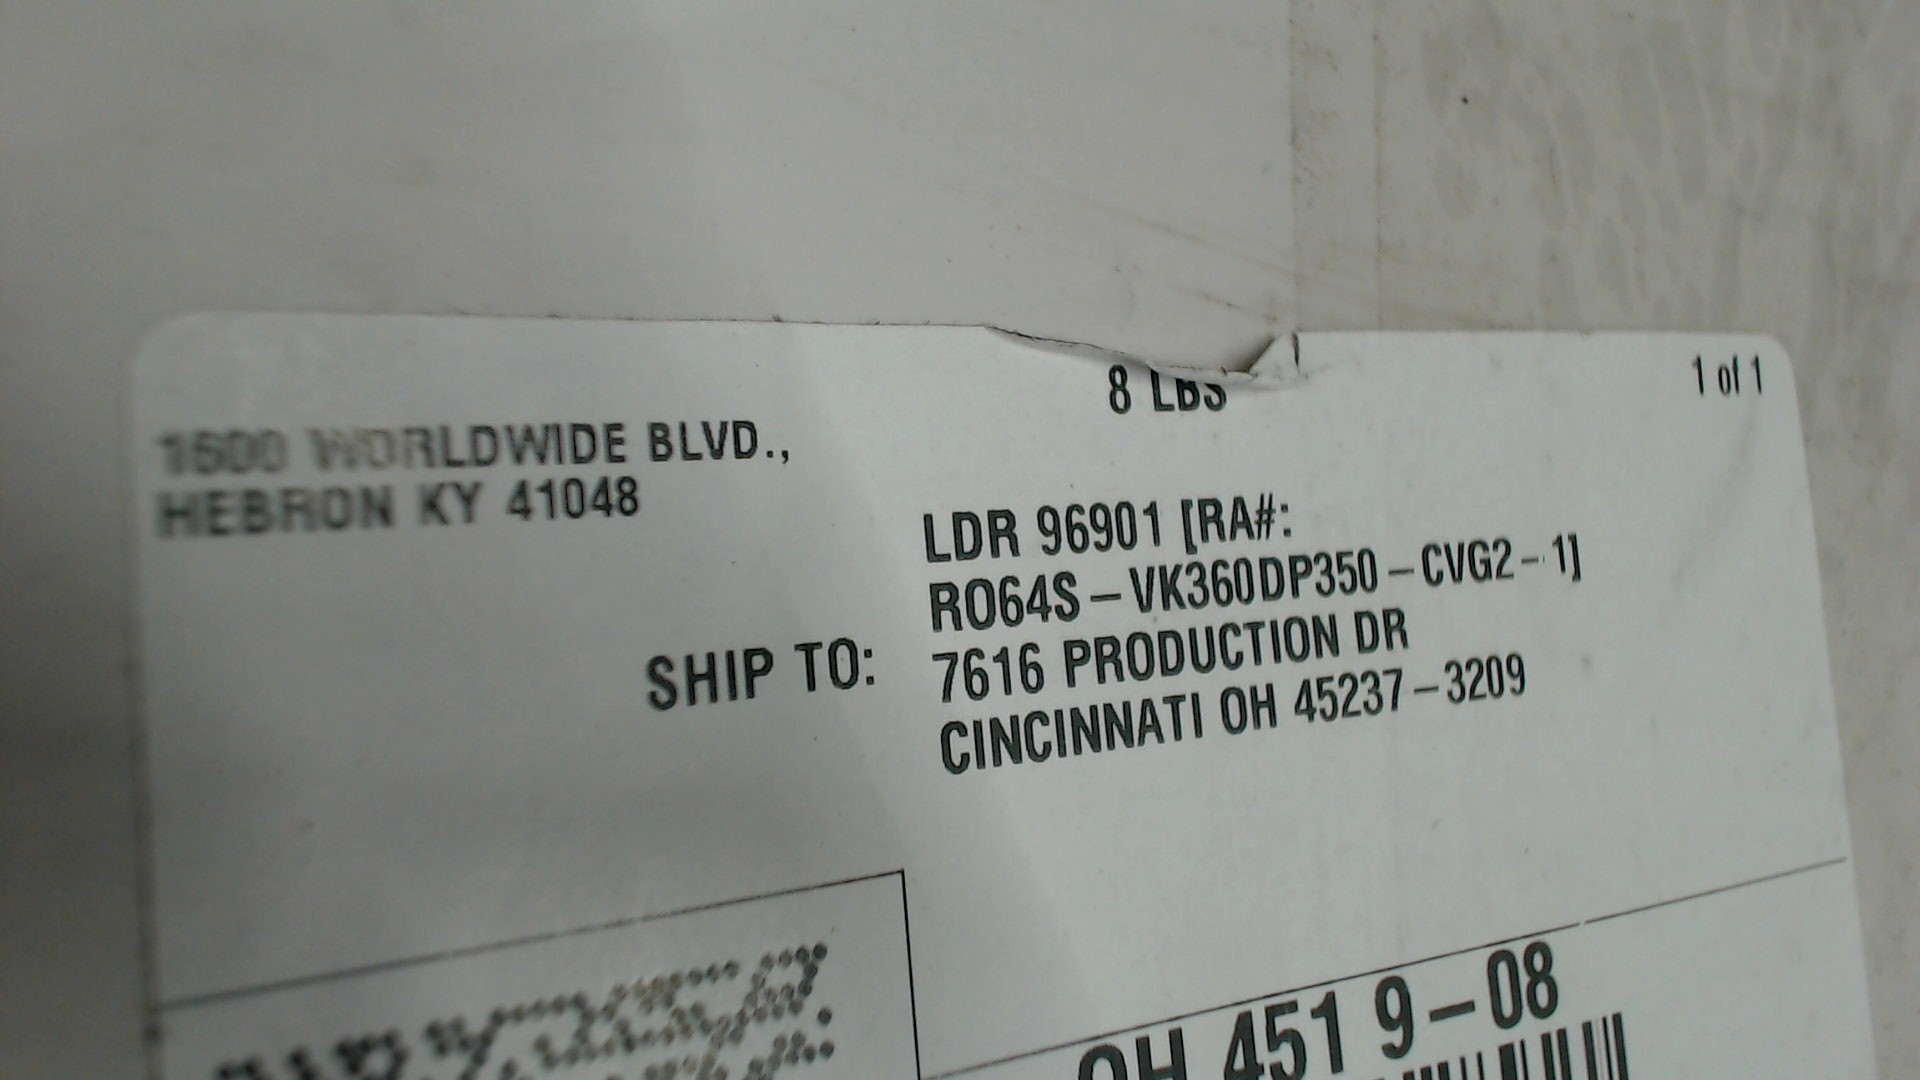 8 LBS
1 of 1
1600 WORLDWIDE BLVD.,
HEBRON KY 41048
LDR 96901 [RA#:
RO64S-VK360DP350-CVG2-1]
SHIP TO: 7616 PRODUCTION DR
CINCINNATI OH 45237-3209
OH 451 9-08